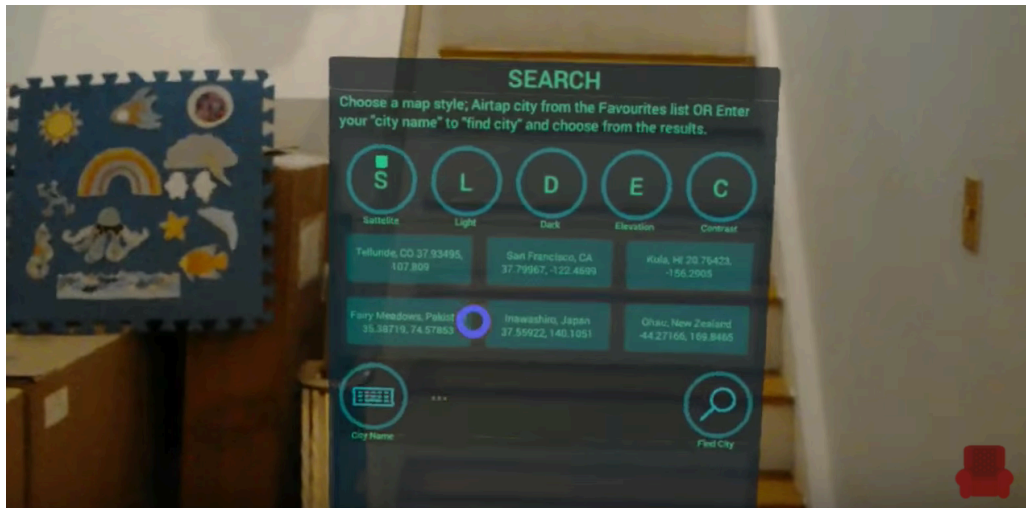 SEARCH
Choose a map style; Airtap city from the Favourites list OR Enter
your "city name" to "find city" and choose from the results.
S
L
D
E
C
Sattelite
Light
Dark
Elevation
Contrast
Telluride, CO 37.93495,
107.809
San Francisco, CA
37.79967, -122.4699
Kula, HI 20.76423,
-156.2905
Fairy Meadows, Pakist
35.38719, 74.57853
Inawashiro, Japan
37.55922, 140.1051
Ohau, New Zealand
-44.27166, 169.8465
...
City Name
Find City